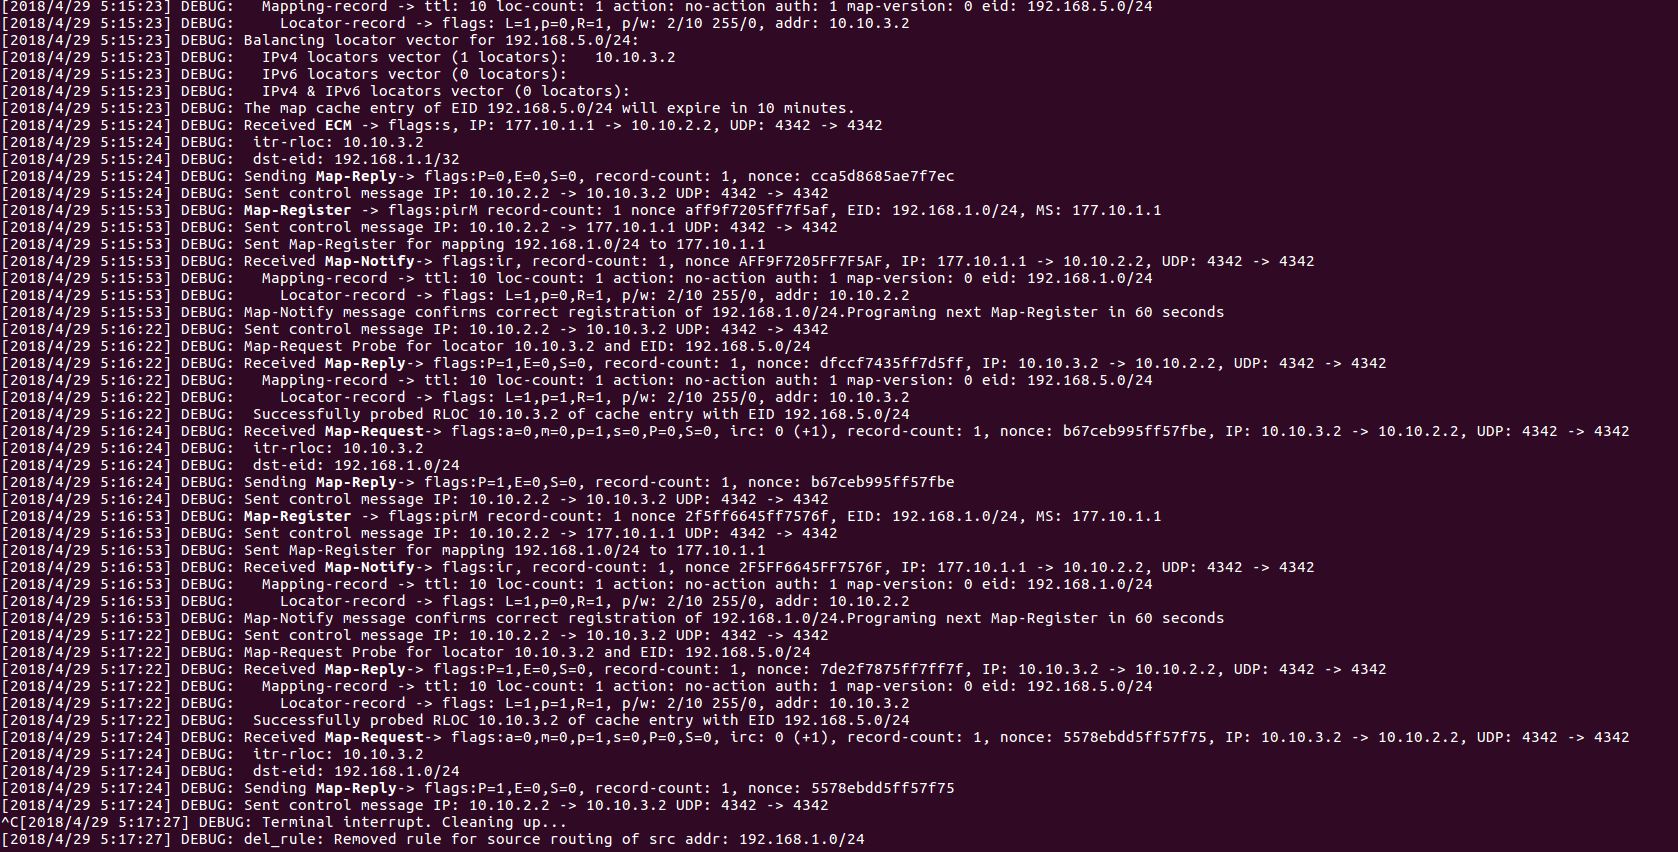 [2018/4/29 5:15:23] DEBUG:   Mapping-record -> ttl: 10 loc-count: 1 action: no-action auth: 1 map-version: 0 eid: 192.168.5.0/24
[2018/4/29 5:15:23] DEBUG:     Locator-record -> flags: L=1,p=0,R=1, p/w: 2/10 255/0, addr: 10.10.3.2
[2018/4/29 5:15:23] DEBUG: Balancing locator vector for 192.168.5.0/24:
[2018/4/29 5:15:23] DEBUG:   IPv4 locators vector (1 locators):   10.10.3.2
[2018/4/29 5:15:23] DEBUG:   IPv6 locators vector (0 locators):
[2018/4/29 5:15:23] DEBUG:   IPv4 & IPv6 locators vector (0 locators):
[2018/4/29 5:15:23] DEBUG: The map cache entry of EID 192.168.5.0/24 will expire in 10 minutes.
[2018/4/29 5:15:24] DEBUG: Received ECM -> flags:s, IP: 177.10.1.1 -> 10.10.2.2, UDP: 4342 -> 4342
[2018/4/29 5:15:24] DEBUG:  itr-rloc: 10.10.3.2
[2018/4/29 5:15:24] DEBUG:  dst-eid: 192.168.1.1/32
[2018/4/29 5:15:24] DEBUG: Sending Map-Reply-> flags:P=0,E=0,S=0, record-count: 1, nonce: cca5d8685ae7f7ec
[2018/4/29 5:15:24] DEBUG: Sent control message IP: 10.10.2.2 -> 10.10.3.2 UDP: 4342 -> 4342
[2018/4/29 5:15:53] DEBUG: Map-Register -> flags:pirM record-count: 1 nonce aff9f7205ff7f5af, EID: 192.168.1.0/24, MS: 177.10.1.1
[2018/4/29 5:15:53] DEBUG: Sent control message IP: 10.10.2.2 -> 177.10.1.1 UDP: 4342 -> 4342
[2018/4/29 5:15:53] DEBUG: Sent Map-Register for mapping 192.168.1.0/24 to 177.10.1.1
[2018/4/29 5:15:53] DEBUG: Received Map-Notify-> flags:ir, record-count: 1, nonce AFF9F7205FF7F5AF, IP: 177.10.1.1 -> 10.10.2.2, UDP: 4342 -> 4342
[2018/4/29 5:15:53] DEBUG:   Mapping-record -> ttl: 10 loc-count: 1 action: no-action auth: 1 map-version: 0 eid: 192.168.1.0/24
[2018/4/29 5:15:53] DEBUG:     Locator-record -> flags: L=1,p=0,R=1, p/w: 2/10 255/0, addr: 10.10.2.2
[2018/4/29 5:15:53] DEBUG: Map-Notify message confirms correct registration of 192.168.1.0/24.Programing next Map-Register in 60 seconds
[2018/4/29 5:16:22] DEBUG: Sent control message IP: 10.10.2.2 -> 10.10.3.2 UDP: 4342 -> 4342
[2018/4/29 5:16:22] DEBUG: Map-Request Probe for locator 10.10.3.2 and EID: 192.168.5.0/24
[2018/4/29 5:16:22] DEBUG: Received Map-Reply-> flags:P=1,E=0,S=0, record-count: 1, nonce: dfccf7435ff7d5ff, IP: 10.10.3.2 -> 10.10.2.2, UDP: 4342 -> 4342
[2018/4/29 5:16:22] DEBUG:   Mapping-record -> ttl: 10 loc-count: 1 action: no-action auth: 1 map-version: 0 eid: 192.168.5.0/24
[2018/4/29 5:16:22] DEBUG:     Locator-record -> flags: L=1,p=1,R=1, p/w: 2/10 255/0, addr: 10.10.3.2
[2018/4/29 5:16:22] DEBUG:  Successfully probed RLOC 10.10.3.2 of cache entry with EID 192.168.5.0/24
[2018/4/29 5:16:24] DEBUG: Received Map-Request-> flags:a=0,m=0,p=1,s=0,P=0,S=0, irc: 0 (+1), record-count: 1, nonce: b67ceb995ff57fbe, IP: 10.10.3.2 -> 10.10.2.2, UDP: 4342 -> 4342
[2018/4/29 5:16:24] DEBUG:  itr-rloc: 10.10.3.2
[2018/4/29 5:16:24] DEBUG:  dst-eid: 192.168.1.0/24
[2018/4/29 5:16:24] DEBUG: Sending Map-Reply-> flags:P=1,E=0,S=0, record-count: 1, nonce: b67ceb995ff57fbe
[2018/4/29 5:16:24] DEBUG: Sent control message IP: 10.10.2.2 -> 10.10.3.2 UDP: 4342 -> 4342
[2018/4/29 5:16:53] DEBUG: Map-Register -> flags:pirM record-count: 1 nonce 2f5ff6645ff7576f, EID: 192.168.1.0/24, MS: 177.10.1.1
[2018/4/29 5:16:53] DEBUG: Sent control message IP: 10.10.2.2 -> 177.10.1.1 UDP: 4342 -> 4342
[2018/4/29 5:16:53] DEBUG: Sent Map-Register for mapping 192.168.1.0/24 to 177.10.1.1
[2018/4/29 5:16:53] DEBUG: Received Map-Notify-> flags:ir, record-count: 1, nonce 2F5FF6645FF7576F, IP: 177.10.1.1 -> 10.10.2.2, UDP: 4342 -> 4342
[2018/4/29 5:16:53] DEBUG:   Mapping-record -> ttl: 10 loc-count: 1 action: no-action auth: 1 map-version: 0 eid: 192.168.1.0/24
[2018/4/29 5:16:53] DEBUG:     Locator-record -> flags: L=1,p=0,R=1, p/w: 2/10 255/0, addr: 10.10.2.2
[2018/4/29 5:16:53] DEBUG: Map-Notify message confirms correct registration of 192.168.1.0/24.Programing next Map-Register in 60 seconds
[2018/4/29 5:17:22] DEBUG: Sent control message IP: 10.10.2.2 -> 10.10.3.2 UDP: 4342 -> 4342
[2018/4/29 5:17:22] DEBUG: Map-Request Probe for locator 10.10.3.2 and EID: 192.168.5.0/24
[2018/4/29 5:17:22] DEBUG: Received Map-Reply-> flags:P=1,E=0,S=0, record-count: 1, nonce: 7de2f7875ff7ff7f, IP: 10.10.3.2 -> 10.10.2.2, UDP: 4342 -> 4342
[2018/4/29 5:17:22] DEBUG:   Mapping-record -> ttl: 10 loc-count: 1 action: no-action auth: 1 map-version: 0 eid: 192.168.5.0/24
[2018/4/29 5:17:22] DEBUG:     Locator-record -> flags: L=1,p=1,R=1, p/w: 2/10 255/0, addr: 10.10.3.2
[2018/4/29 5:17:22] DEBUG:  Successfully probed RLOC 10.10.3.2 of cache entry with EID 192.168.5.0/24
[2018/4/29 5:17:24] DEBUG: Received Map-Request-> flags:a=0,m=0,p=1,s=0,P=0,S=0, irc: 0 (+1), record-count: 1, nonce: 5578ebdd5ff57f75, IP: 10.10.3.2 -> 10.10.2.2, UDP: 4342 -> 4342
[2018/4/29 5:17:24] DEBUG:  itr-rloc: 10.10.3.2
[2018/4/29 5:17:24] DEBUG:  dst-eid: 192.168.1.0/24
[2018/4/29 5:17:24] DEBUG: Sending Map-Reply-> flags:P=1,E=0,S=0, record-count: 1, nonce: 5578ebdd5ff57f75
[2018/4/29 5:17:24] DEBUG: Sent control message IP: 10.10.2.2 -> 10.10.3.2 UDP: 4342 -> 4342
^C[2018/4/29 5:17:27] DEBUG: Terminal interrupt. Cleaning up...
[2018/4/29 5:17:27] DEBUG: del_rule: Removed rule for source routing of src addr: 192.168.1.0/24